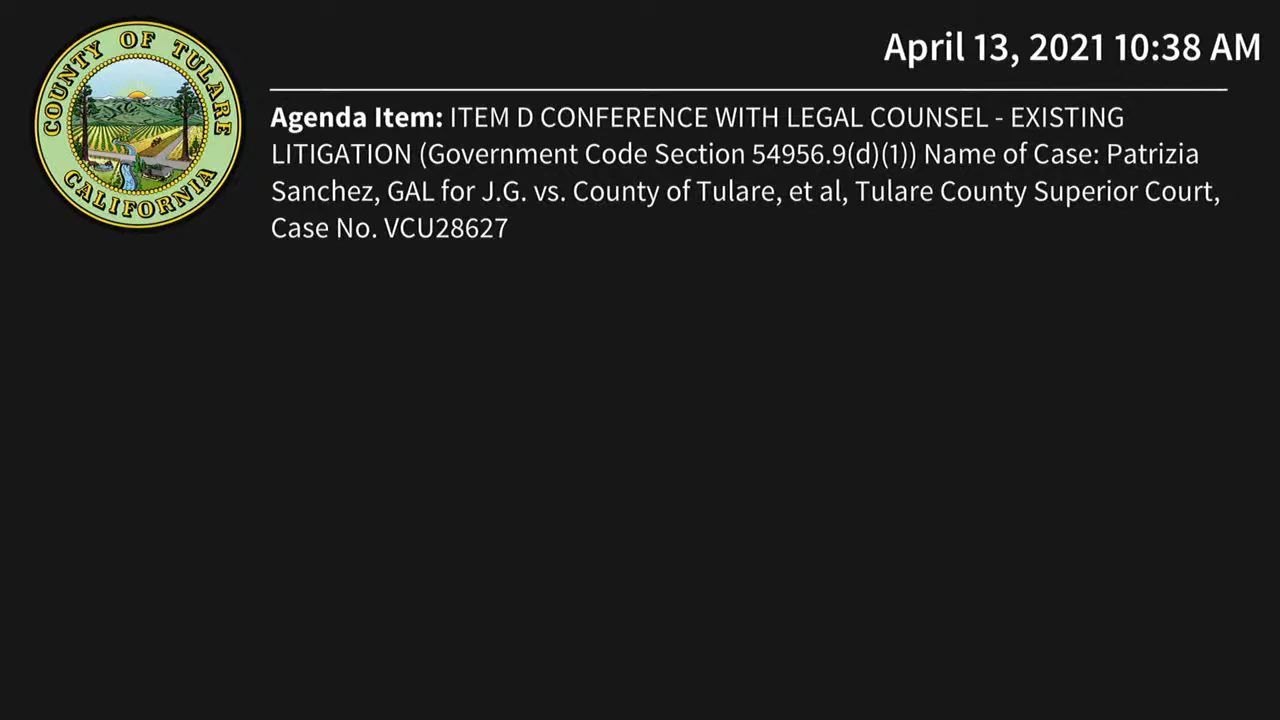 COUNTY OF TULARE
CALIFORNIA
April 13, 2021 10:38 AM
Agenda Item: ITEM D CONFERENCE WITH LEGAL COUNSEL - EXISTING
LITIGATION (Government Code Section 54956.9(d)(1)) Name of Case: Patrizia
Sanchez, GAL for J.G. vs. County of Tulare, et al, Tulare County Superior Court,
Case No. VCU28627